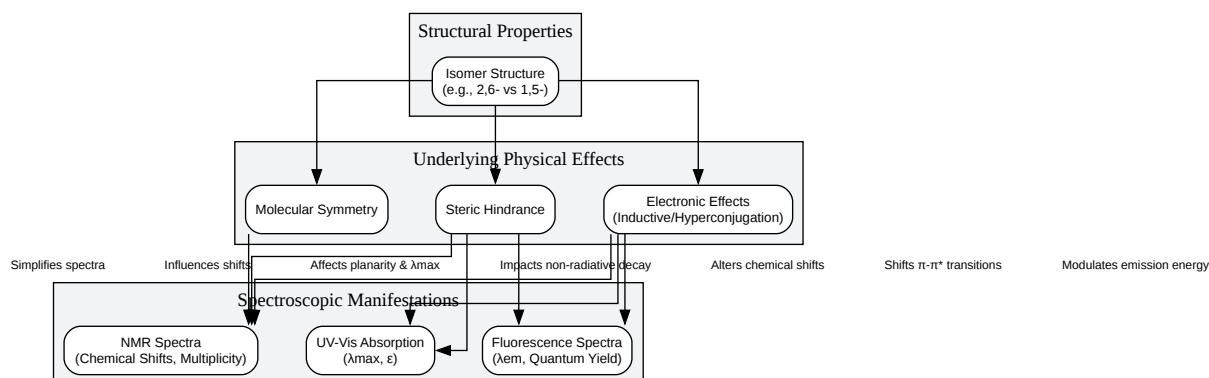 Structural Properties
Isomer Structure
(e.g., 2,6- vs 1,5-)
Underlying Physical Effects
Molecular Symmetry
Steric Hindrance
Electronic Effects
(Inductive/Hyperconjugation)
Simplifies spectra
Influences shifts
Affects planarity & λmax
Impacts non-radiative decay
Alters chemical shifts
Shifts π-π* transitions
Modulates emission energy
Spectroscopic Manifestations
NMR Spectra
(Chemical Shifts, Multiplicity)
UV-Vis Absorption
(λmax, ε)
Fluorescence Spectra
(λem, Quantum Yield)